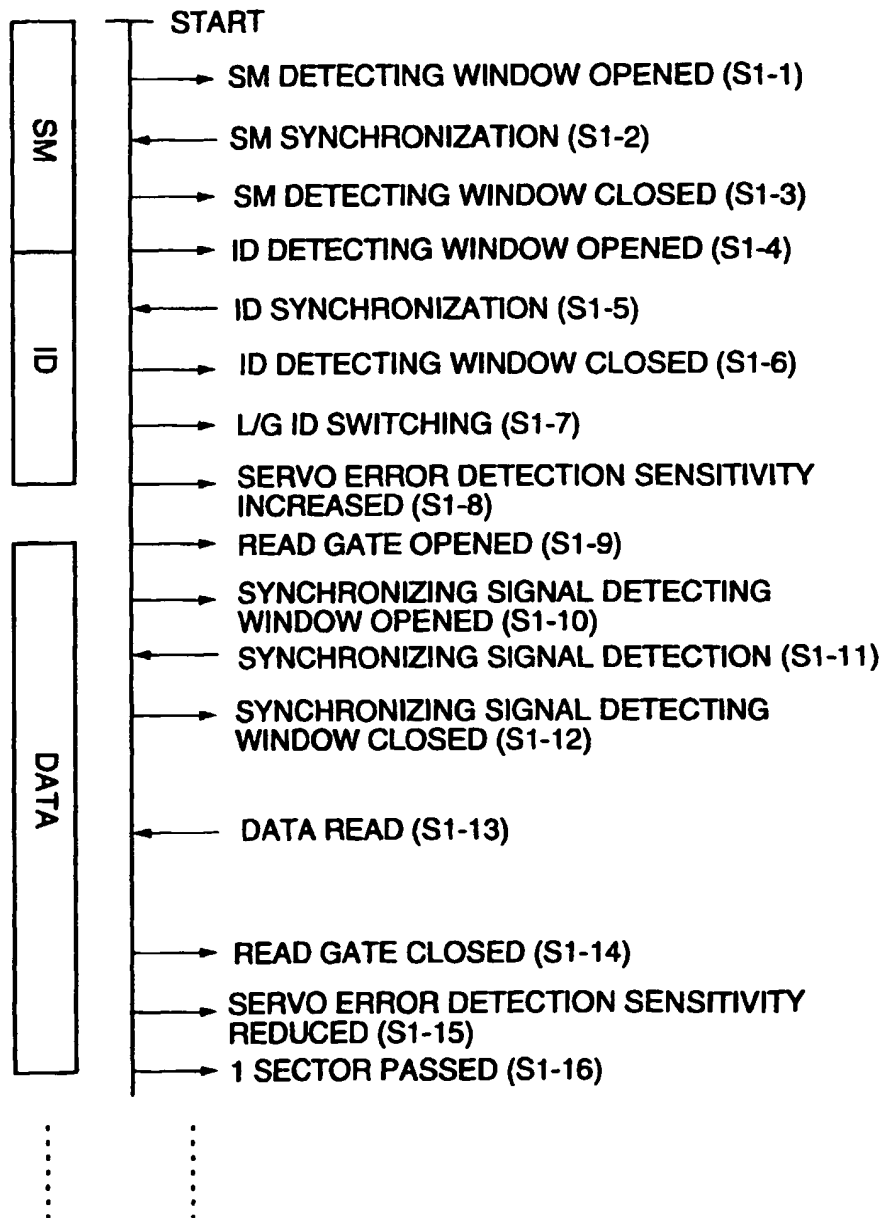 START
SM DETECTING WINDOW OPENED (S1-1)
SM
SM SYNCHRONIZATION (S1-2)
SM DETECTING WINDOW CLOSED (S1-3)
ID DETECTING WINDOW OPENED (S1-4)
ID SYNCHRONIZATION (S1-5)
ID
ID DETECTING WINDOW CLOSED (S1-6)
L/G ID SWITCHING (S1-7)
SERVO ERROR DETECTION SENSITIVITY
INCREASED (S1-8)
READ GATE OPENED (S1-9)
SYNCHRONIZING SIGNAL DETECTING
WINDOW OPENED (S1-10)
SYNCHRONIZING SIGNAL DETECTION (S1-11)
SYNCHRONIZING SIGNAL DETECTING
WINDOW CLOSED (S1-12)
DATA
DATA READ (S1-13)
READ GATE CLOSED (S1-14)
SERVO ERROR DETECTION SENSITIVITY
REDUCED (S1-15)
1 SECTOR PASSED (S1-16)